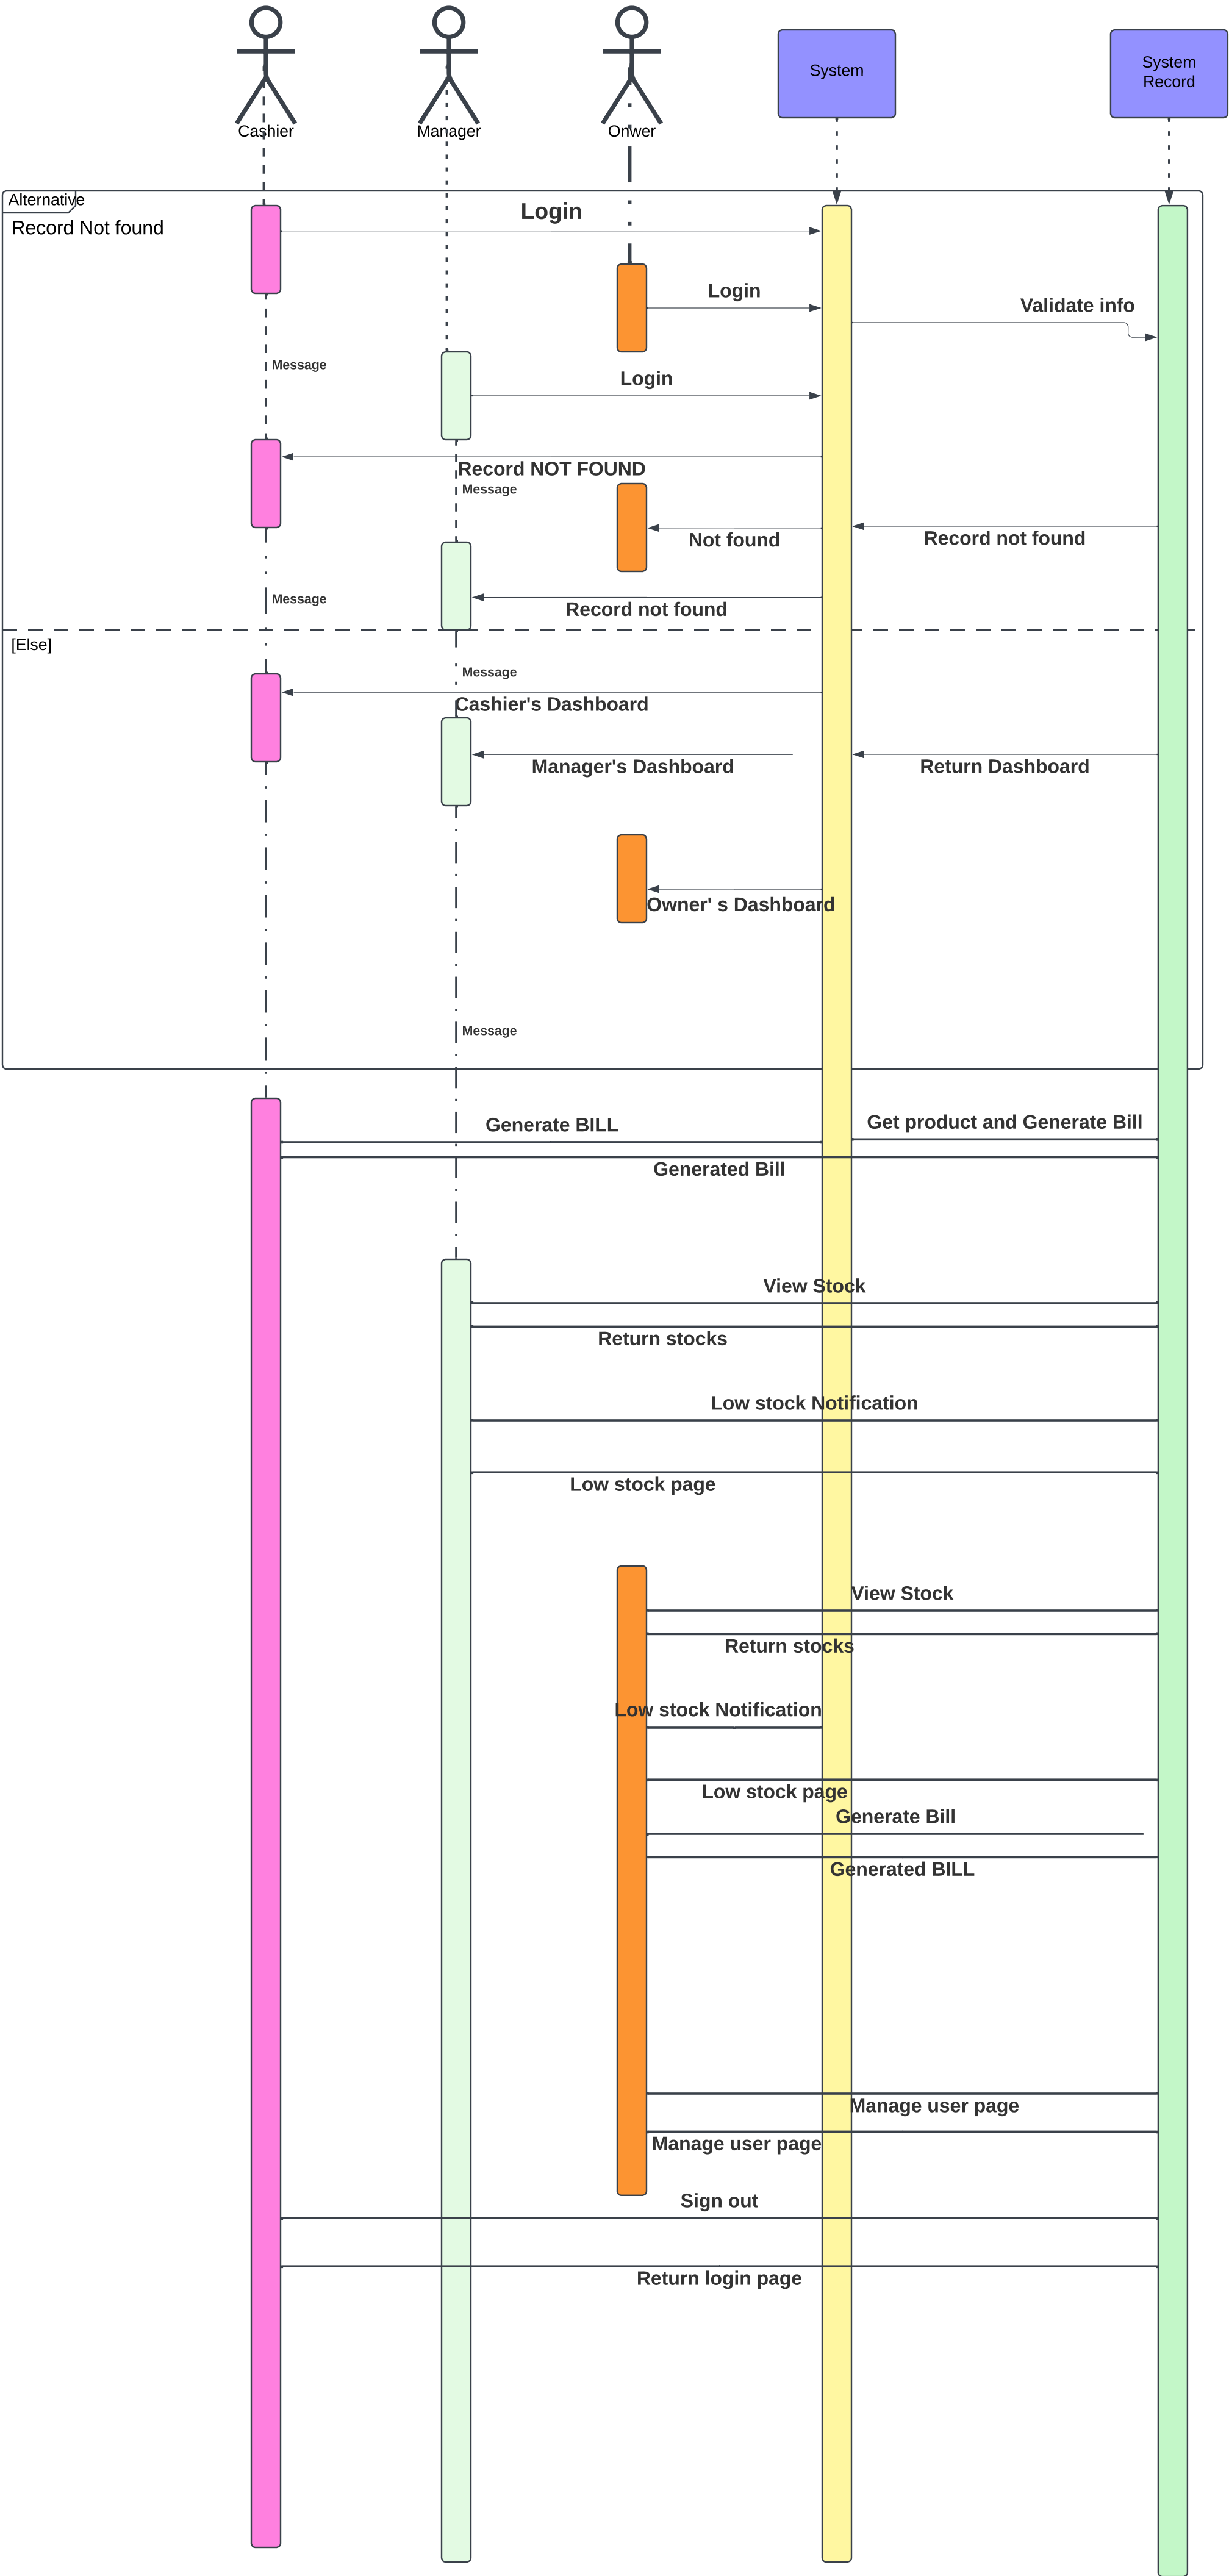 Cashier
Manager
Onwer
System
System
Record
Alternative
Record Not found
Login
Login
Validate info
Message
Login
Record NOT FOUND
Message
Not found
Record not found
Message
Record not found
[Else]
Message
Cashier's Dashboard
Manager's Dashboard
Return Dashboard
Owner' s Dashboard
Message
Generate BILL
Get product and Generate Bill
Generated Bill
View Stock
Return stocks
Low stock Notification
Low stock page
View Stock
Return stocks
Low stock Notification
Low stock page
Generate Bill
Generated BILL
Manage user page
Manage user page
Sign out
Return login page